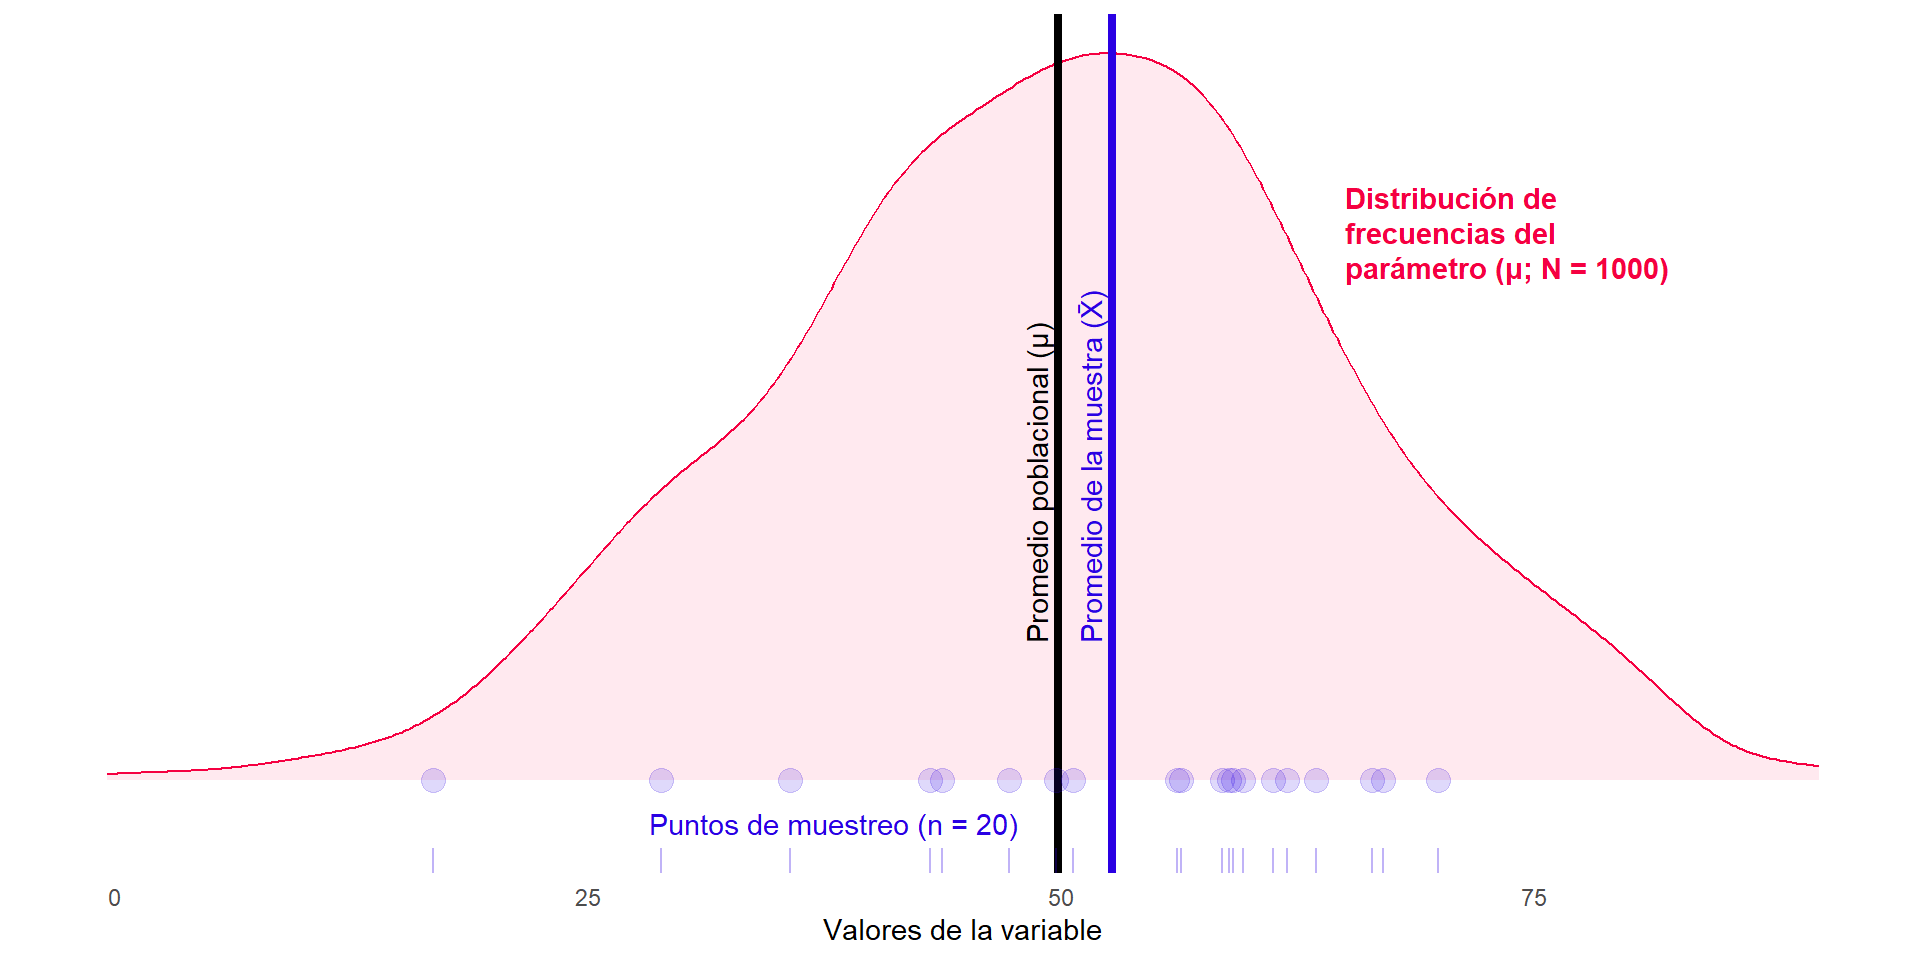 Distribución de
frecuencias del
parámetro (μ; N = 1000)
Promedio poblacional (μ)
Promedio de la muestra (X̄)
Puntos de muestreo (n = 20)
0 25 50 75
Valores de la variable